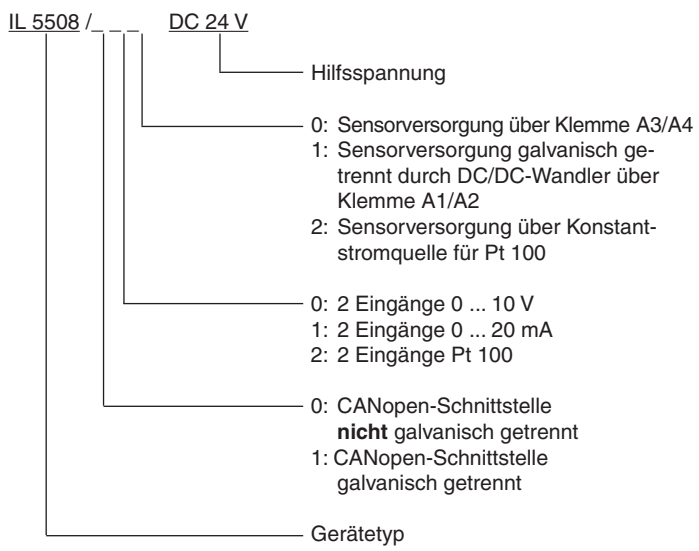 IL 5508 /_ _ _ DC 24 V
Hilfsspannung
0: Sensorversorgung über Klemme A3/A4
1: Sensorversorgung galvanisch ge-
trennt durch DC/DC-Wandler über
Klemme A1/A2
2: Sensorversorgung über Konstant-
stromquelle für Pt 100
0: 2 Eingänge 0 ... 10 V
1: 2 Eingänge 0 ... 20 mA
2: 2 Eingänge Pt 100
0: CANopen-Schnittstelle
nicht galvanisch getrennt
1: CANopen-Schnittstelle
galvanisch getrennt
Gerätetyp